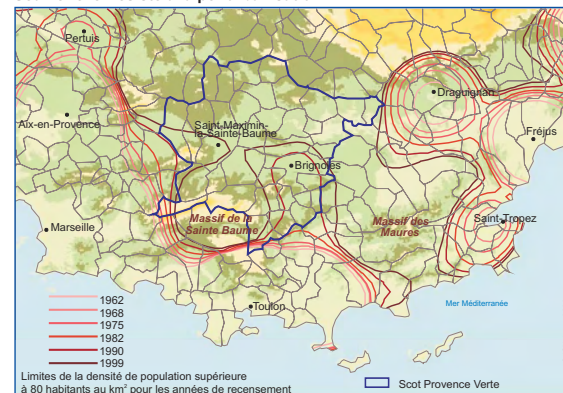 Pertuis
Draguignan
Aix-en-Provence
Saint-Maximin-
la-Sainte-Baume
Fréjus
Brignoles
Massif de la
Sainte Baume
Massif des
Maures
Saint-Tropez
Marseille
Mer Méditerranée
Toulon
1962
1968
1975
1982
1990
1999
Limites de la densité de population supérieure
à 80 habitants au km² pour les années de recensement
Scot Provence Verte